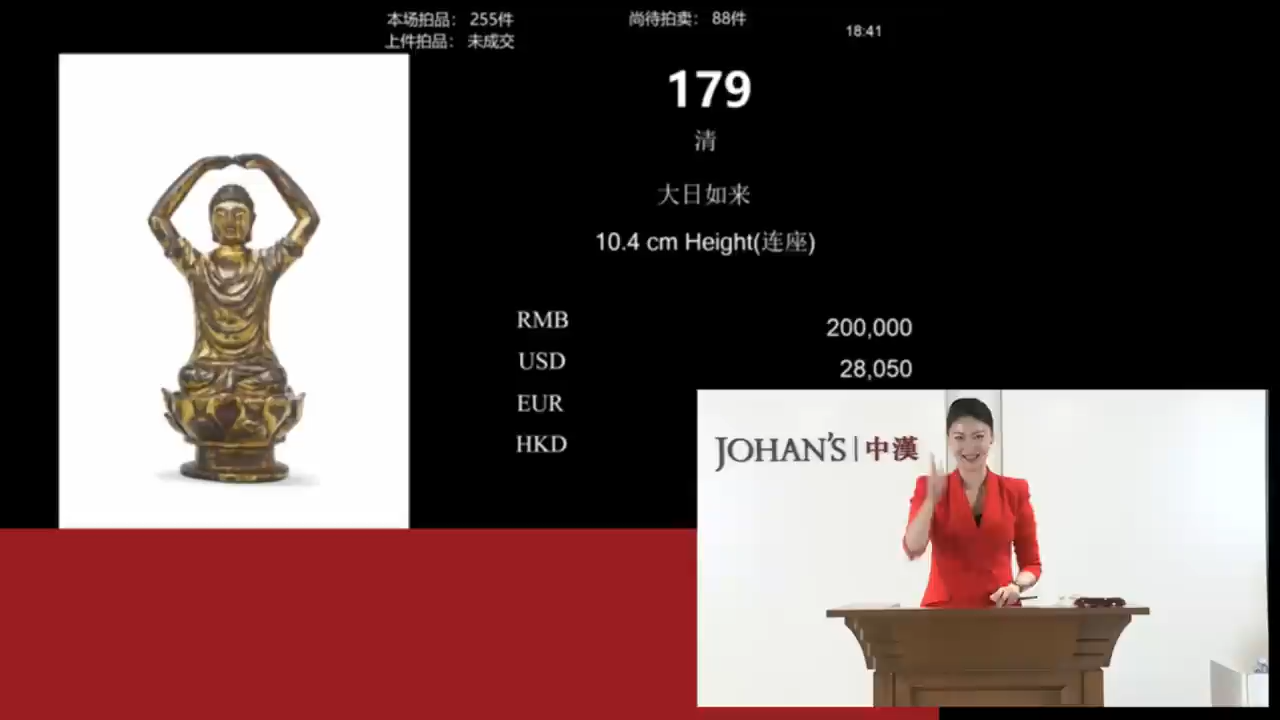 本场拍品： 255件
上件拍品： 未成交
尚待拍卖： 88件
18:41
179
清
大日如来
10.4 cm Height(连座)
RMB 200,000
USD 28,050
EUR
HKD
JOHAN'S|中漢